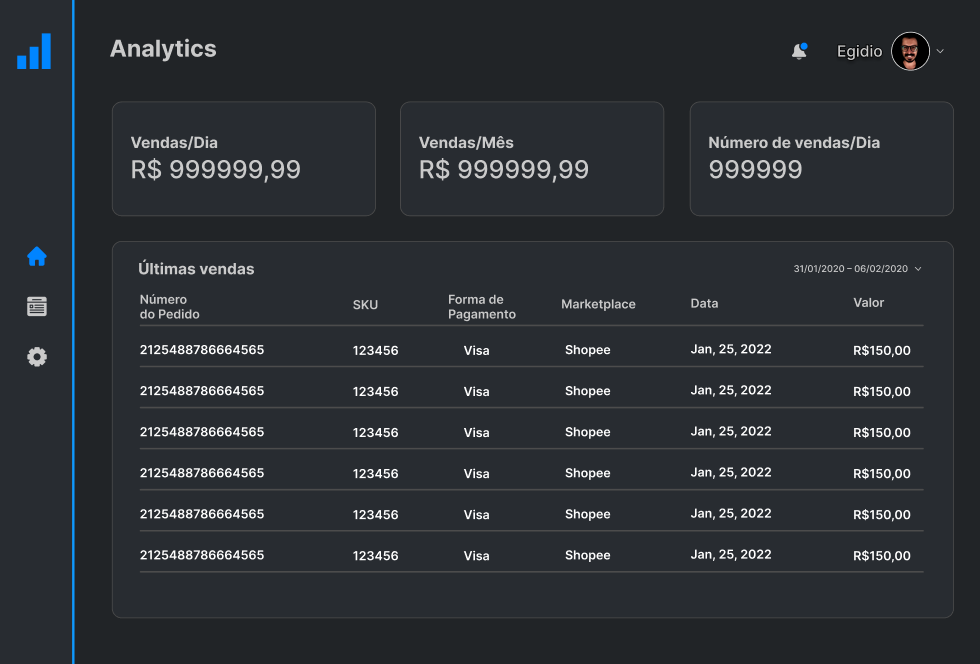 Analytics
Egidio
Vendas/Dia
R$ 999999,99
Vendas/Mês
R$ 999999,99
Número de vendas/Dia
999999
Últimas vendas
31/01/2020 – 06/02/2020
Número
do Pedido
SKU
Forma de
Pagamento
Marketplace
Data
Valor
2125488786664565 123456 Visa Shopee Jan, 25, 2022 R$150,00
2125488786664565 123456 Visa Shopee Jan, 25, 2022 R$150,00
2125488786664565 123456 Visa Shopee Jan, 25, 2022 R$150,00
2125488786664565 123456 Visa Shopee Jan, 25, 2022 R$150,00
2125488786664565 123456 Visa Shopee Jan, 25, 2022 R$150,00
2125488786664565 123456 Visa Shopee Jan, 25, 2022 R$150,00